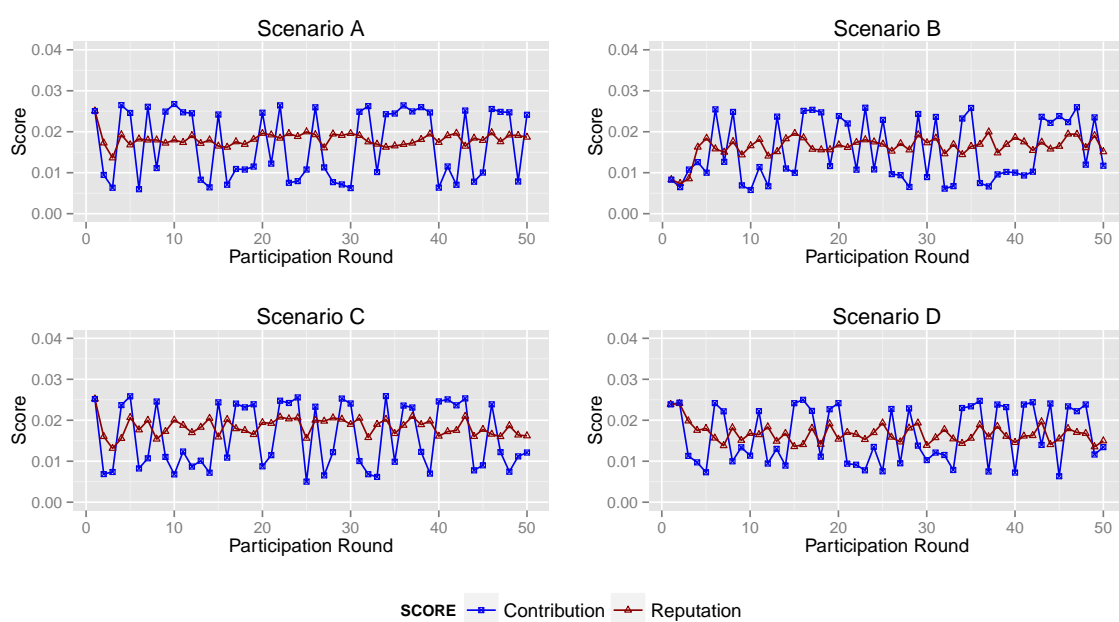 Scenario A
Score
0.04
0.03
0.02
0.01
0.00
0 10 20 30 40 50
Participation Round
Scenario B
Score
0.04
0.03
0.02
0.01
0.00
0 10 20 30 40 50
Participation Round
Scenario C
Score
0.04
0.03
0.02
0.01
0.00
0 10 20 30 40 50
Participation Round
Scenario D
Score
0.04
0.03
0.02
0.01
0.00
0 10 20 30 40 50
Participation Round
SCORE Contribution Reputation